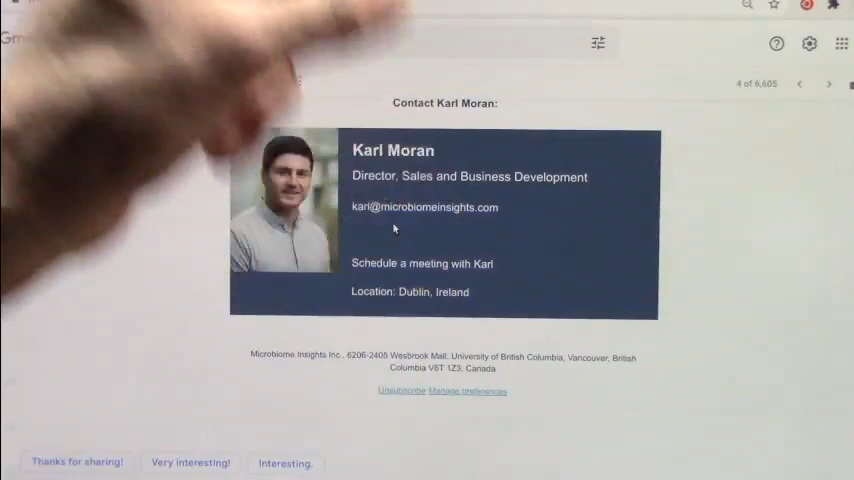 Gm
4 of 6,605
Contact Karl Moran:
Karl Moran
Director, Sales and Business Development
karl@microbiomeinsights.com
Schedule a meeting with Karl
Location: Dublin, Ireland
Microbiome Insights Inc., 6206-2405 Wesbrook Mall, University of British Columbia, Vancouver, British
Columbia V6T 1Z3, Canada
Unsubscribe Manage preferences
Thanks for sharing! Very interesting! Interesting.